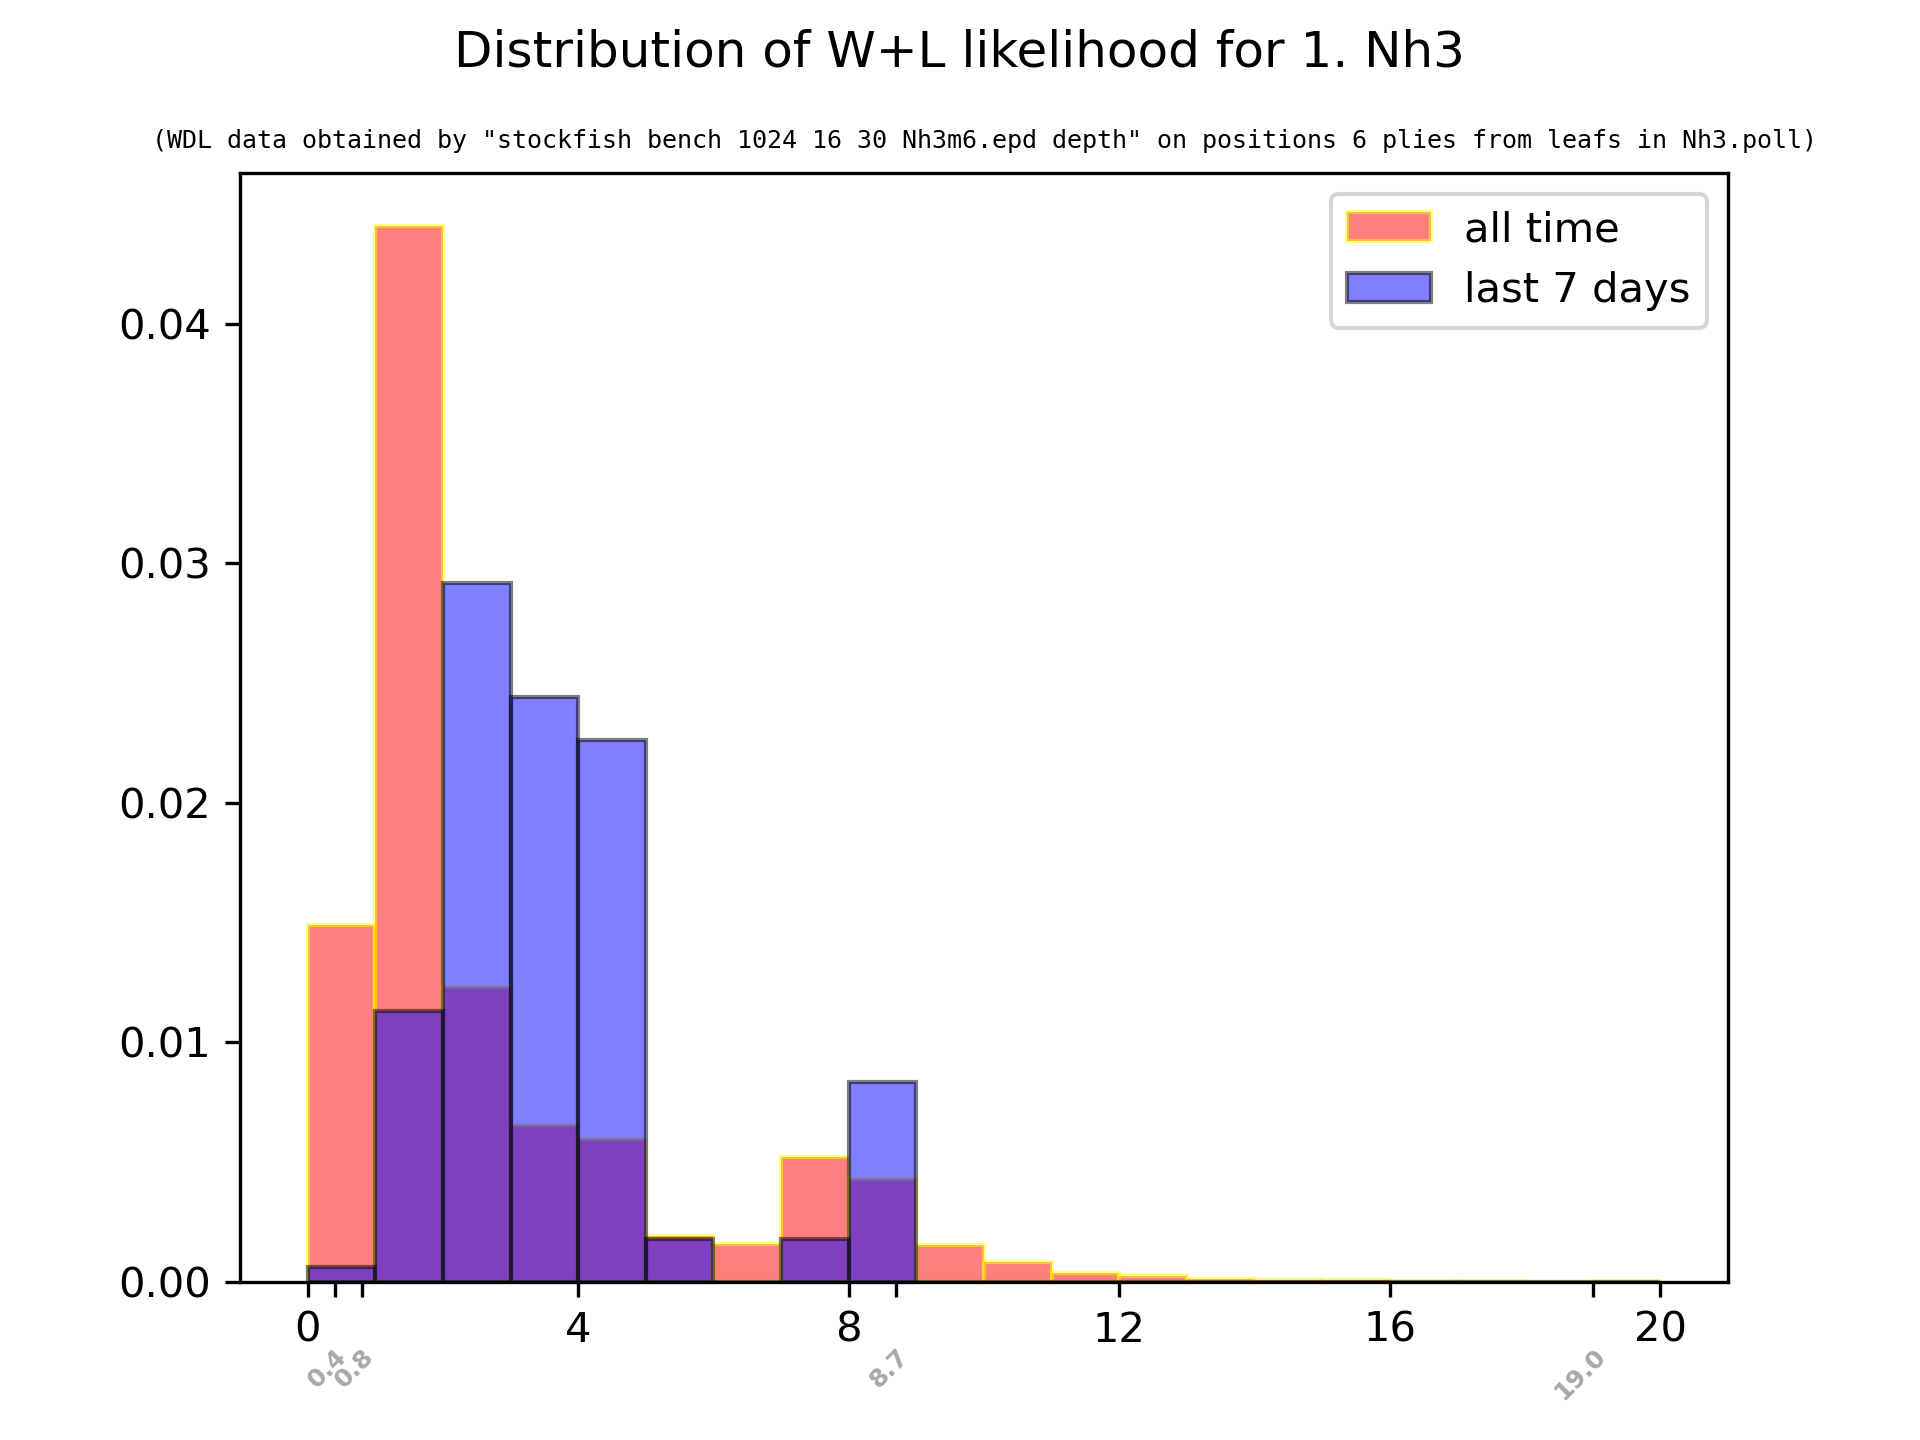 Distribution of W+L likelihood for 1. Nh3
(WDL data obtained by "stockfish bench 1024 16 30 Nh3m6.epd depth" on positions 6 plies from leafs in Nh3.poll)
all time
last 7 days
0.04
0.03
0.02
0.01
0.00
0 4 8 12 16 20
0.4 0.8 8.7 19.0